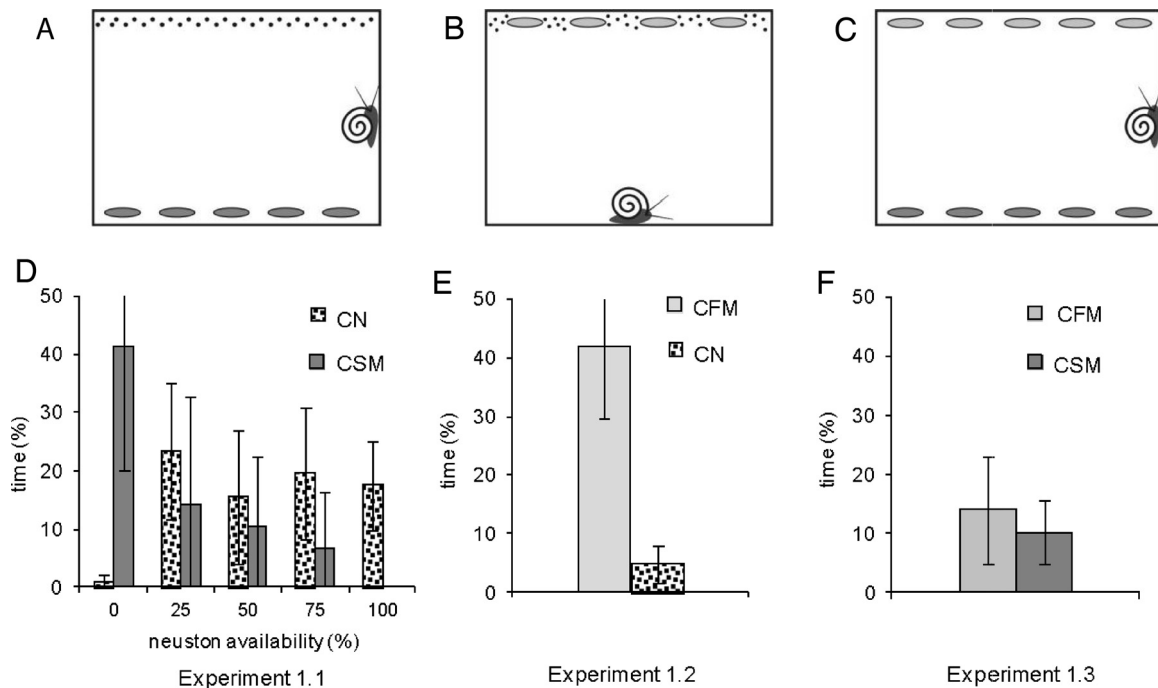 A
B
C
D
50
40
30
20
10
0
time (%)
CN
CSM
0 25 50 75 100
neuston availability (%)
Experiment 1.1
E
50
40
30
20
10
0
time (%)
CFM
CN
Experiment 1.2
F
50
40
30
20
10
0
time (%)
CFM
CSM
Experiment 1.3